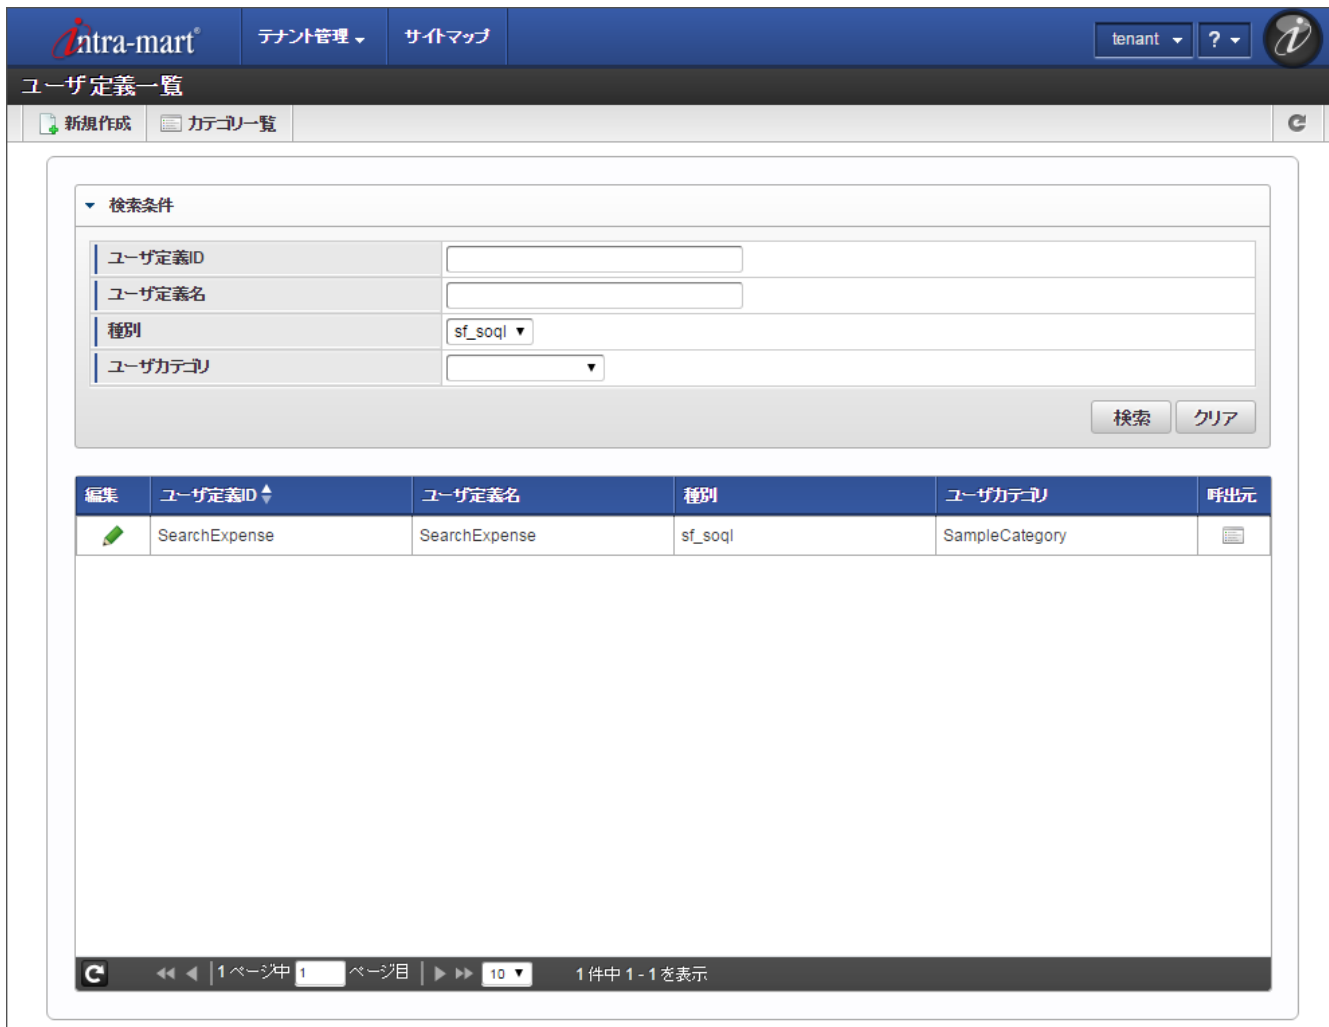 intra-mart® テナント管理 サイトマップ tenant ?
ユーザ定義一覧
新規作成 カテゴリ一覧
検索条件
ユーザ定義ID
ユーザ定義名
種別 sf_soql
ユーザカテゴリ
検索 クリア
編集 ユーザ定義ID ユーザ定義名 種別 ユーザカテゴリ 呼出元
SearchExpense SearchExpense sf_soql SampleCategory
1 ページ中 1 ページ目 10 1 件中 1 - 1 を表示